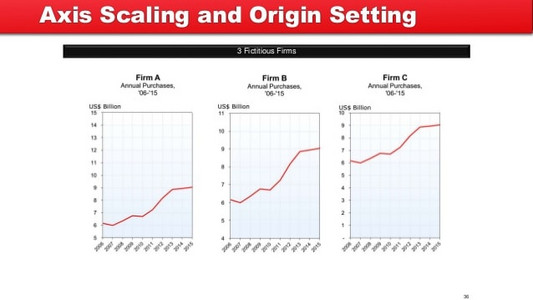 Axis Scaling and Origin Setting
3 Fictitious Firms
Firm A
Annual Purchases,
'06-'15
US$ Billion
15
14
13
12
11
10
9
8
7
6
5
2006 2007 2008 2009 2010 2011 2012 2013 2014 2015
Firm B
Annual Purchases,
'06-'15
US$ Billion
11
10
9
8
7
6
5
4
2006 2007 2008 2009 2010 2011 2012 2013 2014 2015
Firm C
Annual Purchases,
'06-'15
US$ Billion
10
9
8
7
6
5
4
3
2
1
-
2006 2007 2008 2009 2010 2011 2012 2013 2014 2015
36